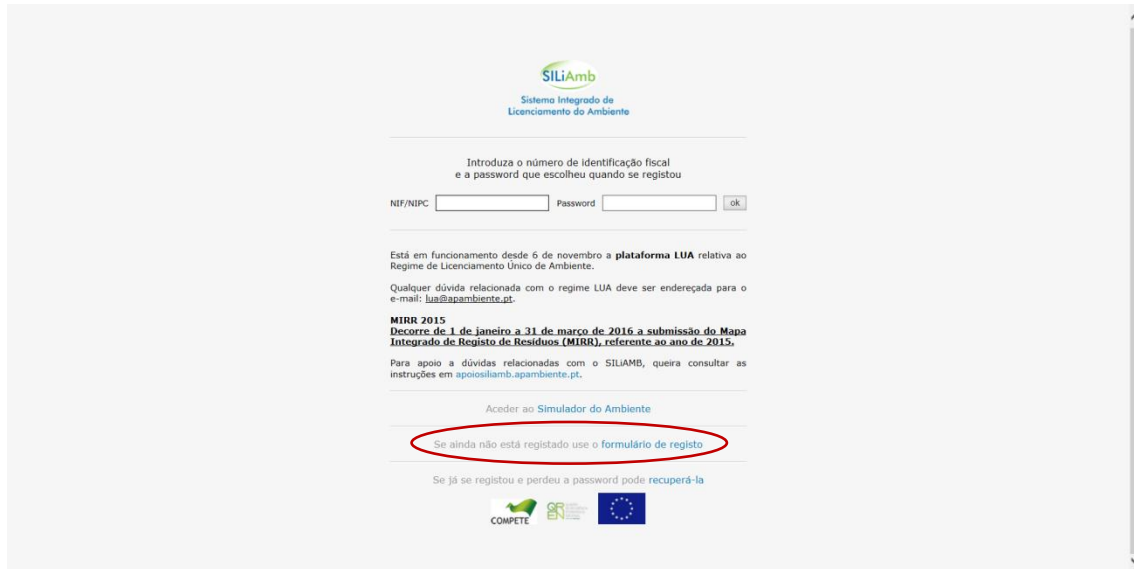 SILiAmb
Sistema Integrado de
Licenciamento do Ambiente
Introduza o número de identificação fiscal
e a password que escolheu quando se registou
NIF/NIPC Password ok
Está em funcionamento desde 6 de novembro a plataforma LUA relativa ao
Regime de Licenciamento Único de Ambiente.
Qualquer dúvida relacionada com o regime LUA deve ser endereçada para o
e-mail: lua@apambiente.pt.
MIRR 2015
Decorre de 1 de janeiro a 31 de março de 2016 a submissão do Mapa
Integrado de Registo de Resíduos (MIRR), referente ao ano de 2015.
Para apoio a dúvidas relacionadas com o SILiAMB, queira consultar as
instruções em apoiosiliamb.apambiente.pt.
Aceder ao Simulador do Ambiente
Se ainda não está registado use o formulário de registo
Se já se registou e perdeu a password pode recuperá-la
COMPETE
QREN